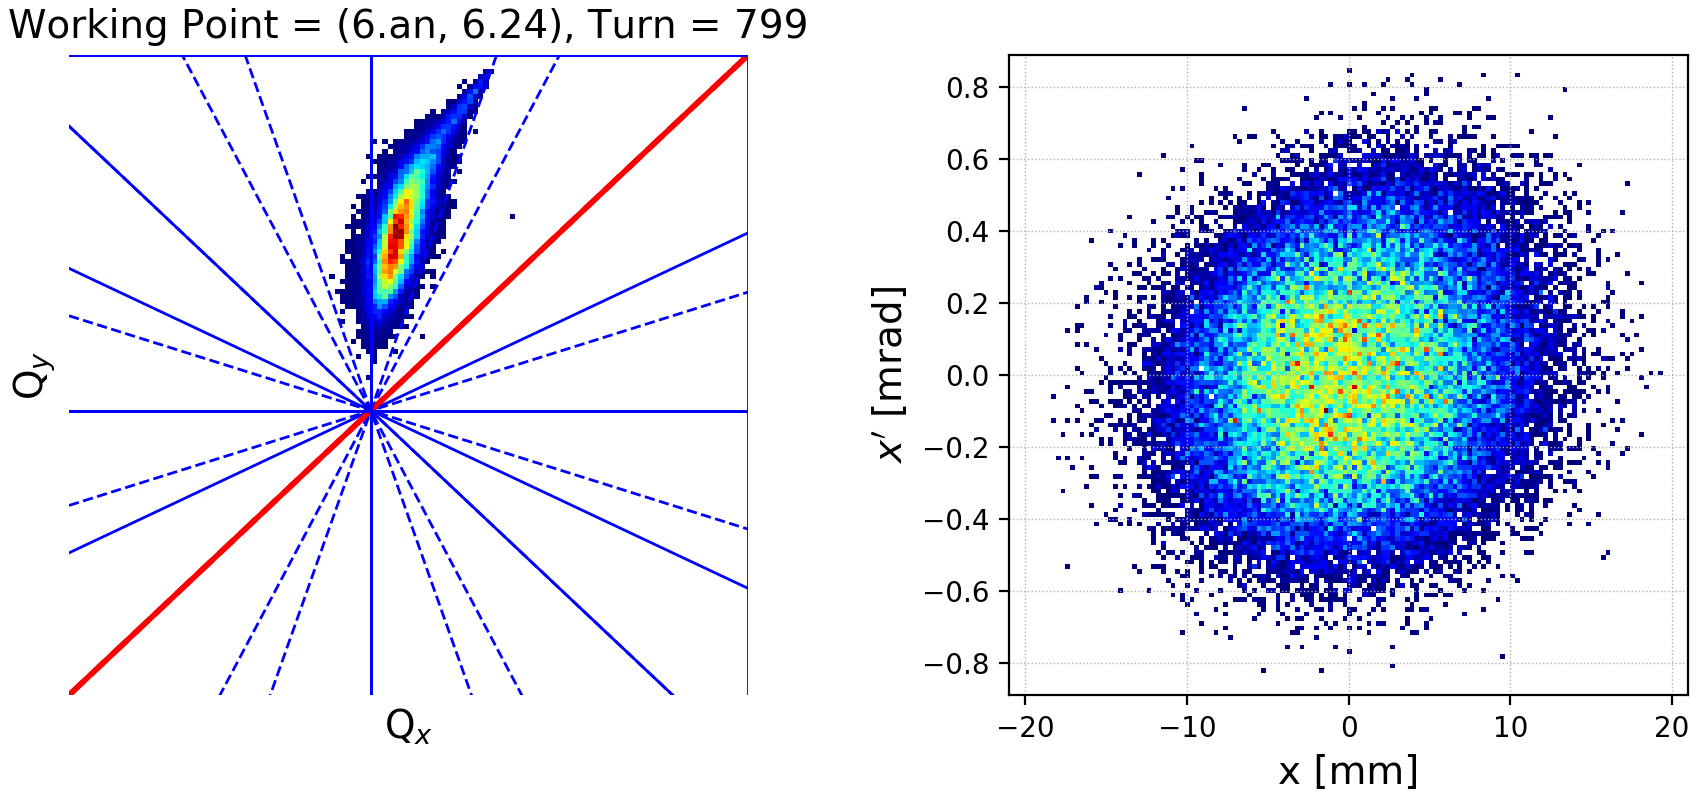 Working Point = (6.an, 6.24), Turn = 799
Q_y
Q_x
0.8
0.6
0.4
0.2
0.0
−0.2
−0.4
−0.6
−0.8
x′ [mrad]
−20 −10 0 10 20
x [mm]